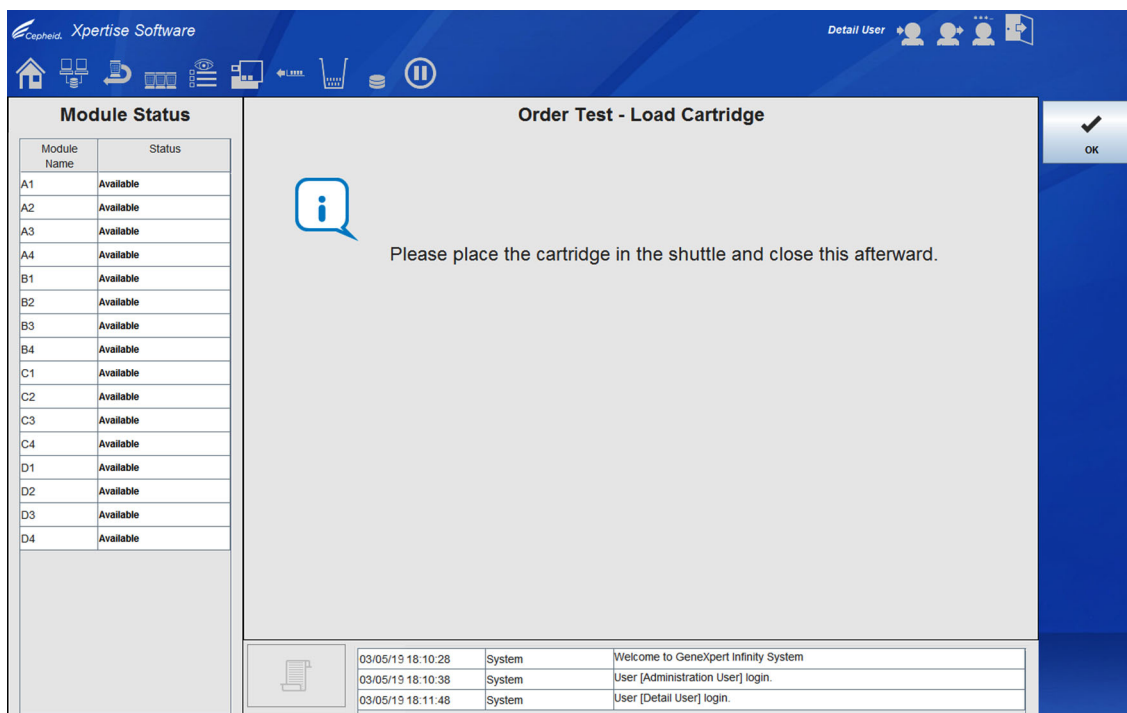 Cepheid. Xpertise Software
Detail User
Module Status
Order Test - Load Cartridge
OK
Module Name Status
A1 Available
A2 Available
A3 Available
A4 Available
B1 Available
B2 Available
B3 Available
B4 Available
C1 Available
C2 Available
C3 Available
C4 Available
D1 Available
D2 Available
D3 Available
D4 Available
Please place the cartridge in the shuttle and close this afterward.
03/05/19 18:10:28 System Welcome to GeneXpert Infinity System
03/05/19 18:10:38 System User [Administration User] login.
03/05/19 18:11:48 System User [Detail User] login.